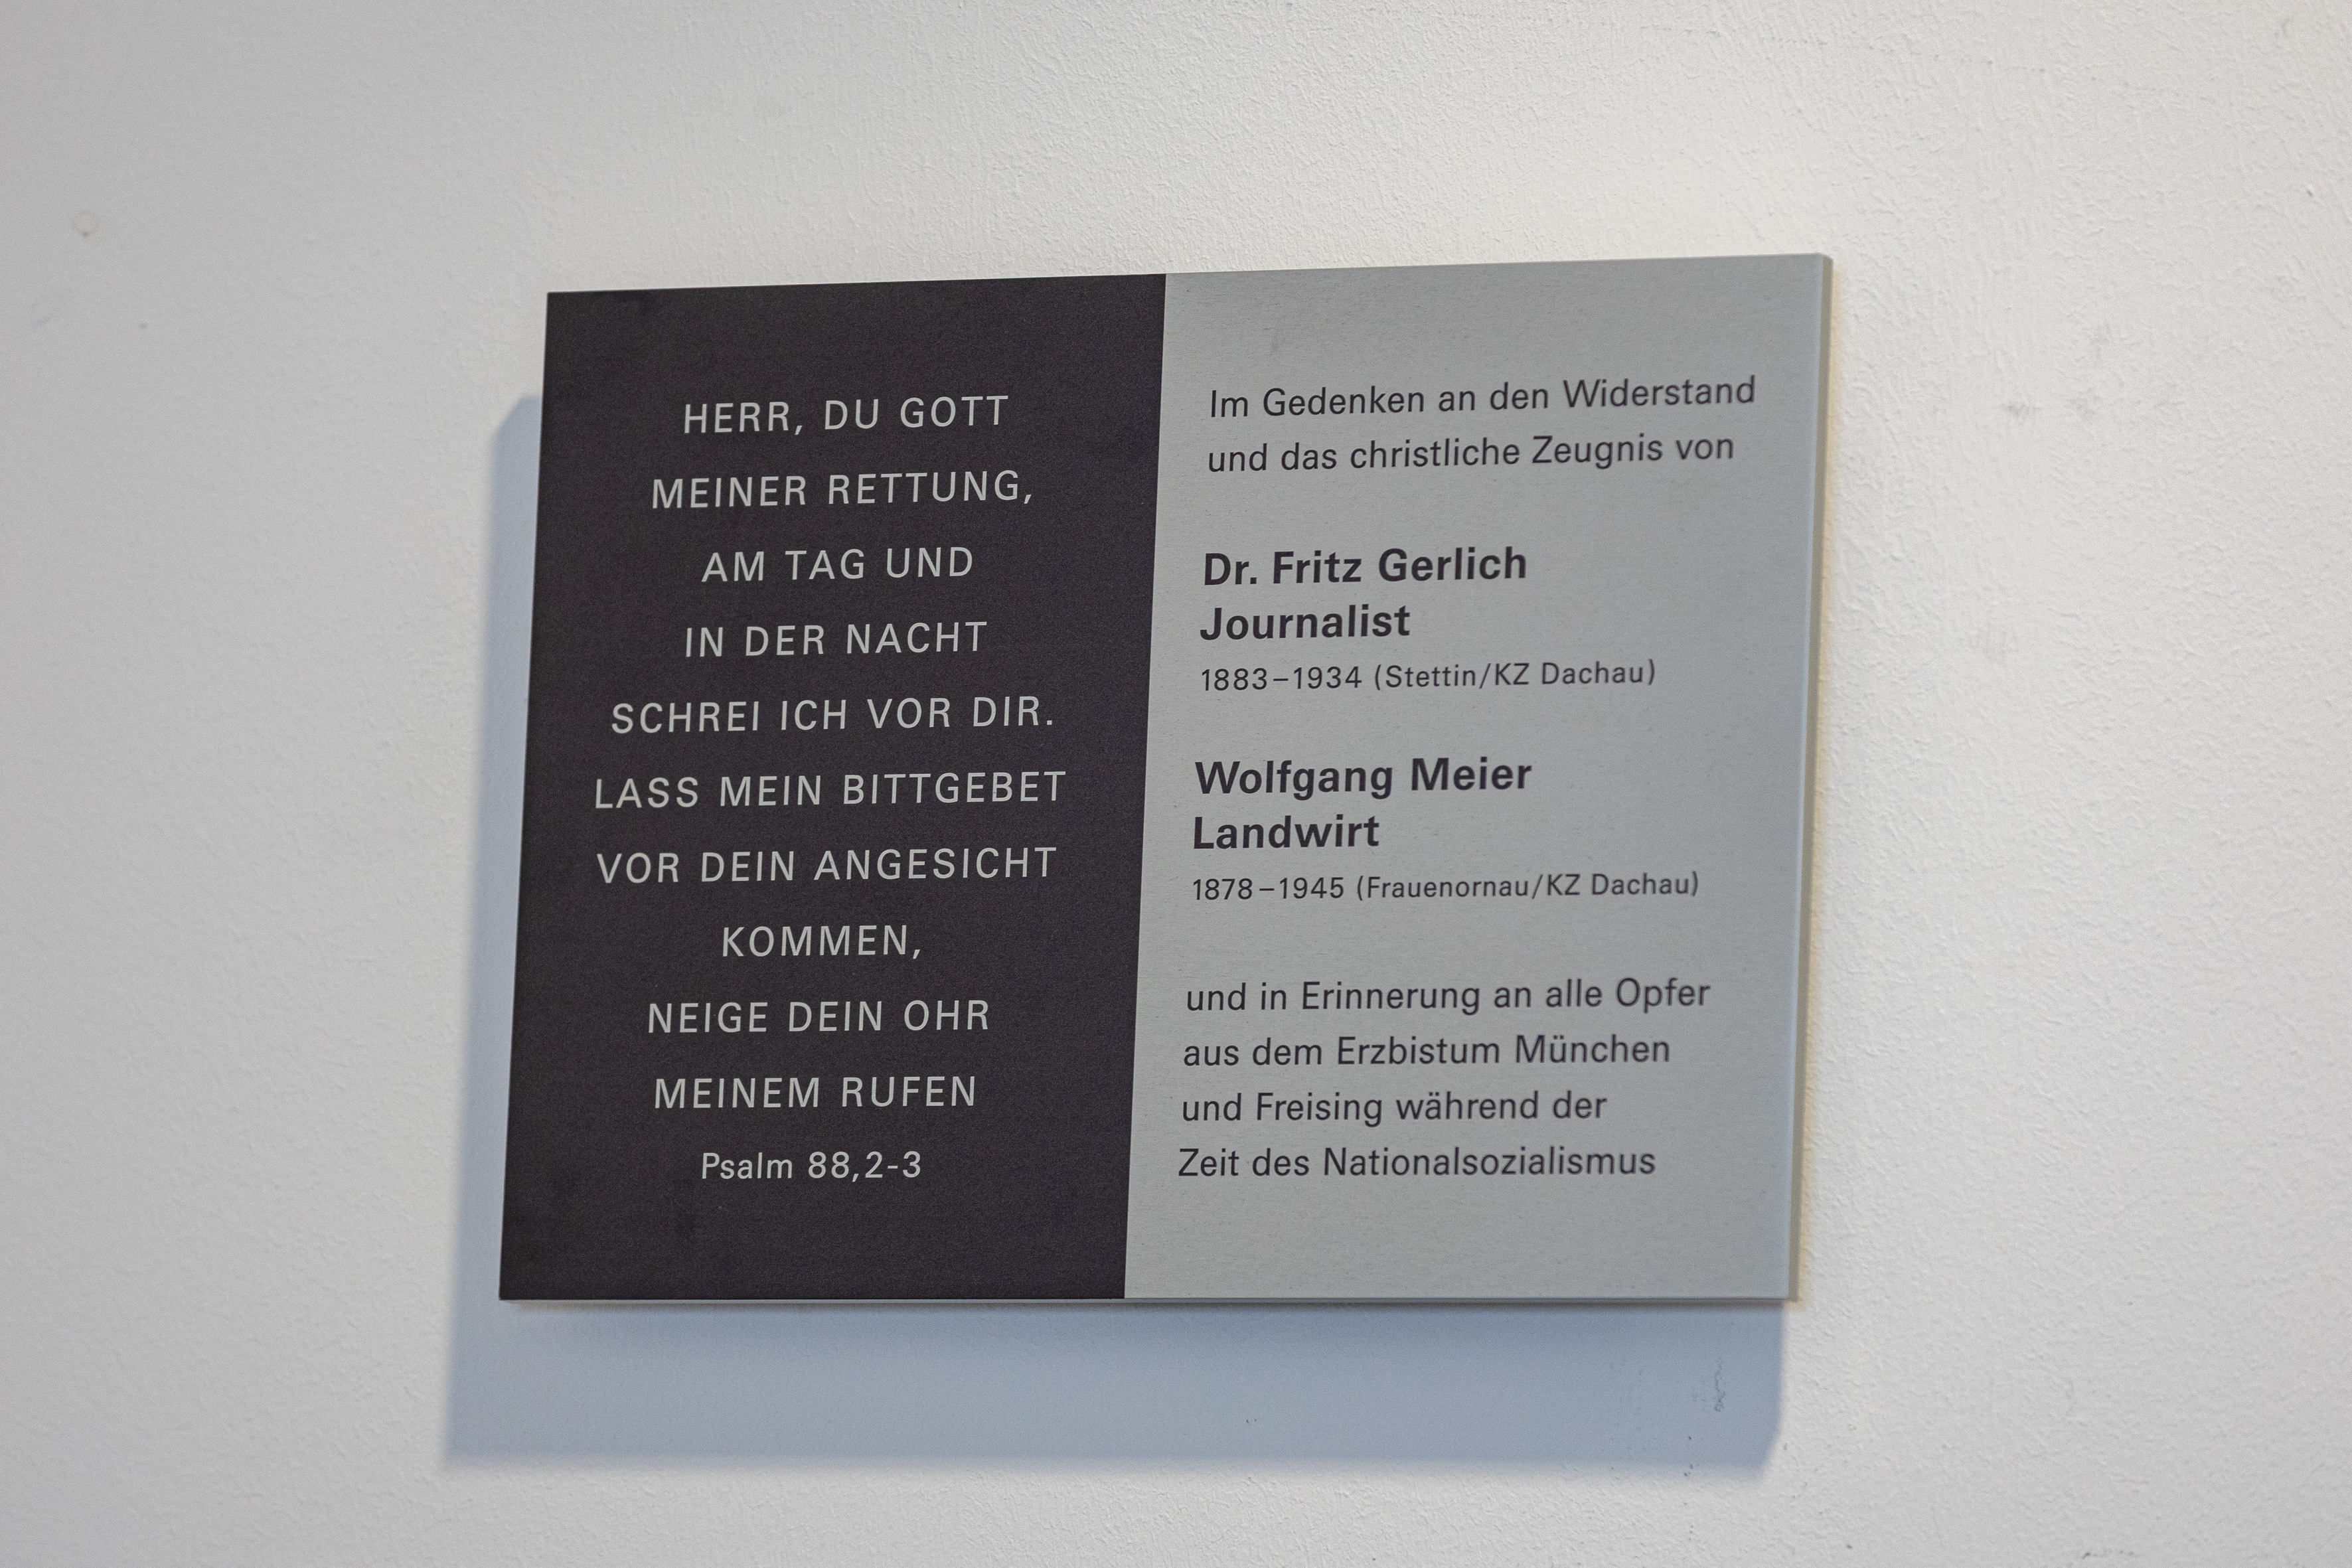 HERR, DU GOTT
MEINER RETTUNG,
AM TAG UND
IN DER NACHT
SCHREI ICH VOR DIR.
LASS MEIN BITTGEBET
VOR DEIN ANGESICHT
KOMMEN,
NEIGE DEIN OHR
MEINEM RUFEN
Psalm 88,2-3
Im Gedenken an den Widerstand
und das christliche Zeugnis von
Dr. Fritz Gerlich
Journalist
1883–1934 (Stettin/KZ Dachau)
Wolfgang Meier
Landwirt
1878–1945 (Frauenornau/KZ Dachau)
und in Erinnerung an alle Opfer
aus dem Erzbistum München
und Freising während der
Zeit des Nationalsozialismus